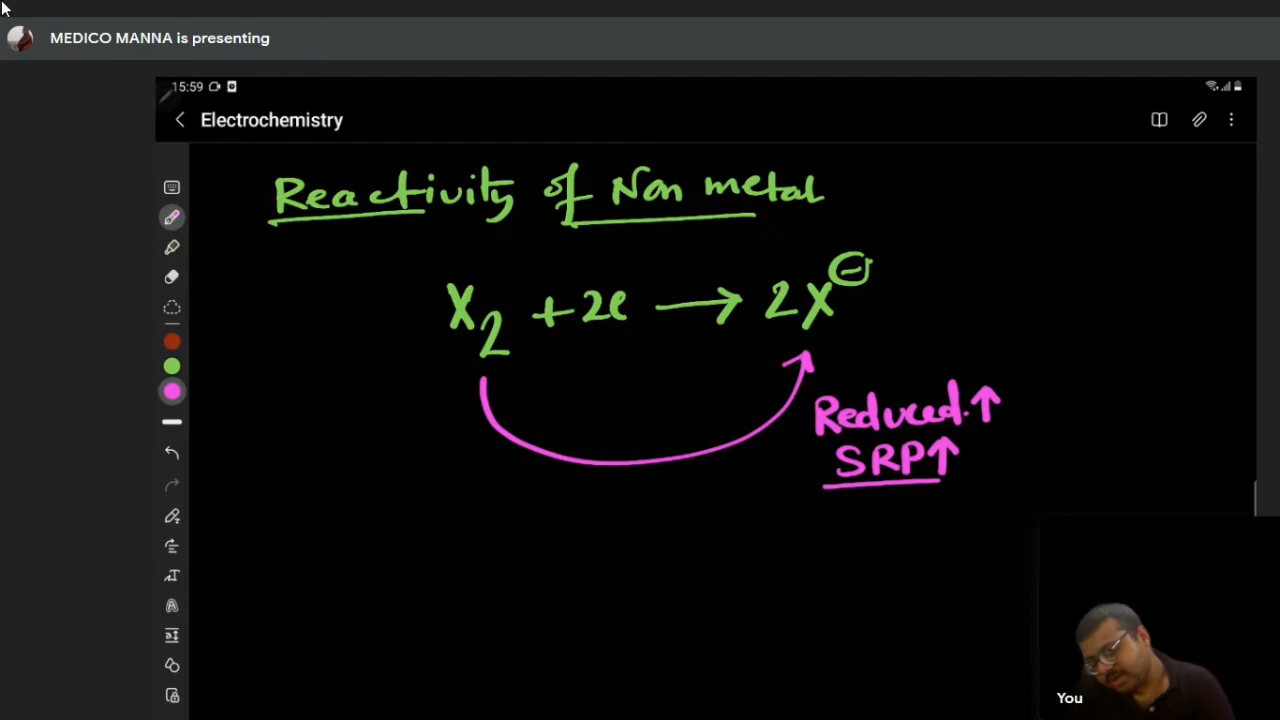 MEDICO MANNA is presenting
15:59
Electrochemistry
Reactivity of Non metal
X2 + 2e → 2X⊖
Reduced.↑
SRP↑
You